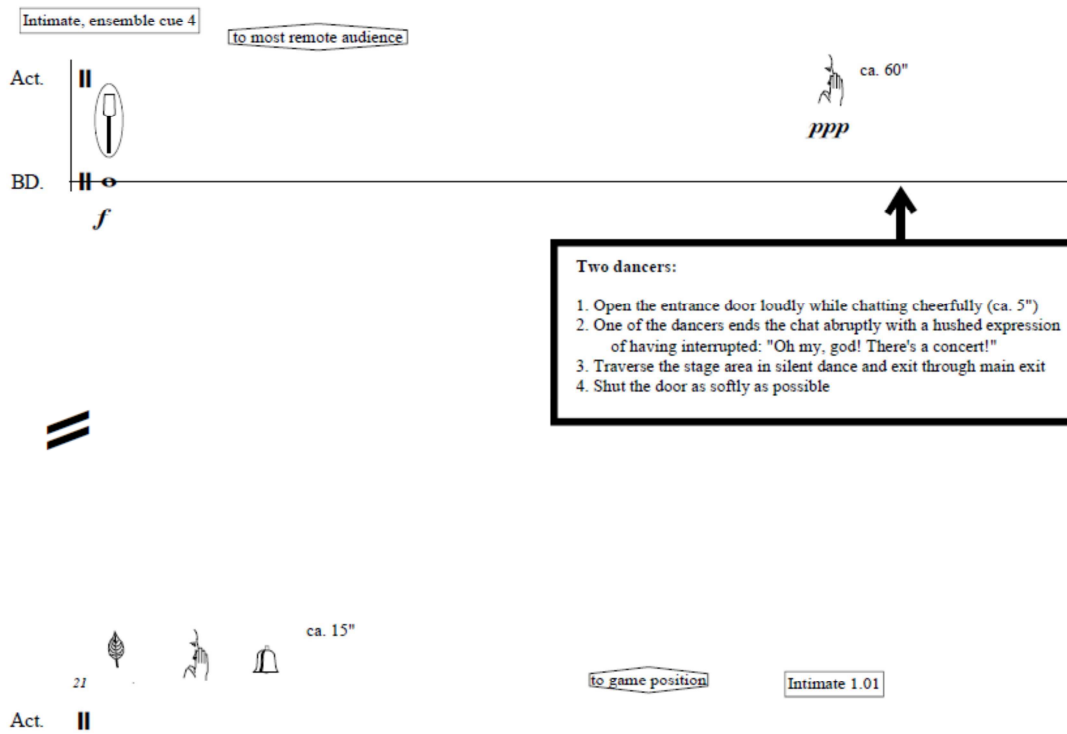 Intimate, ensemble cue 4
to most remote audience
Act.
ca. 60"
ppp
BD.
f
Two dancers:
1. Open the entrance door loudly while chatting cheerfully (ca. 5")
2. One of the dancers ends the chat abruptly with a hushed expression
of having interrupted: "Oh my, god! There's a concert!"
3. Traverse the stage area in silent dance and exit through main exit
4. Shut the door as softly as possible
ca. 15"
21
to game position
Intimate 1.01
Act.